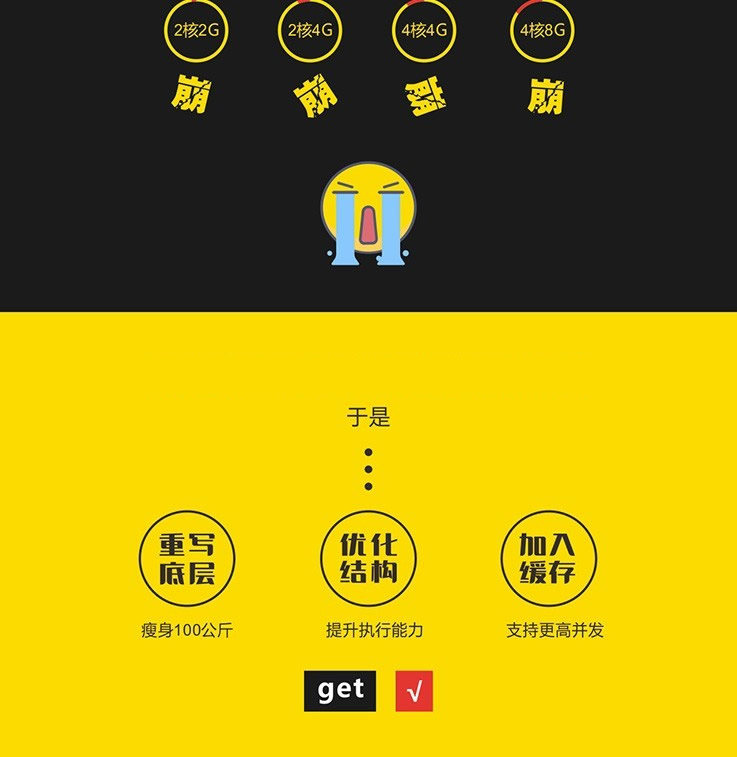 2核2G 2核4G 4核4G 4核8G
崩 崩 崩 崩
于是
重写 优化 加入
底层 结构 缓存
瘦身100公斤 提升执行能力 支持更高并发
get √